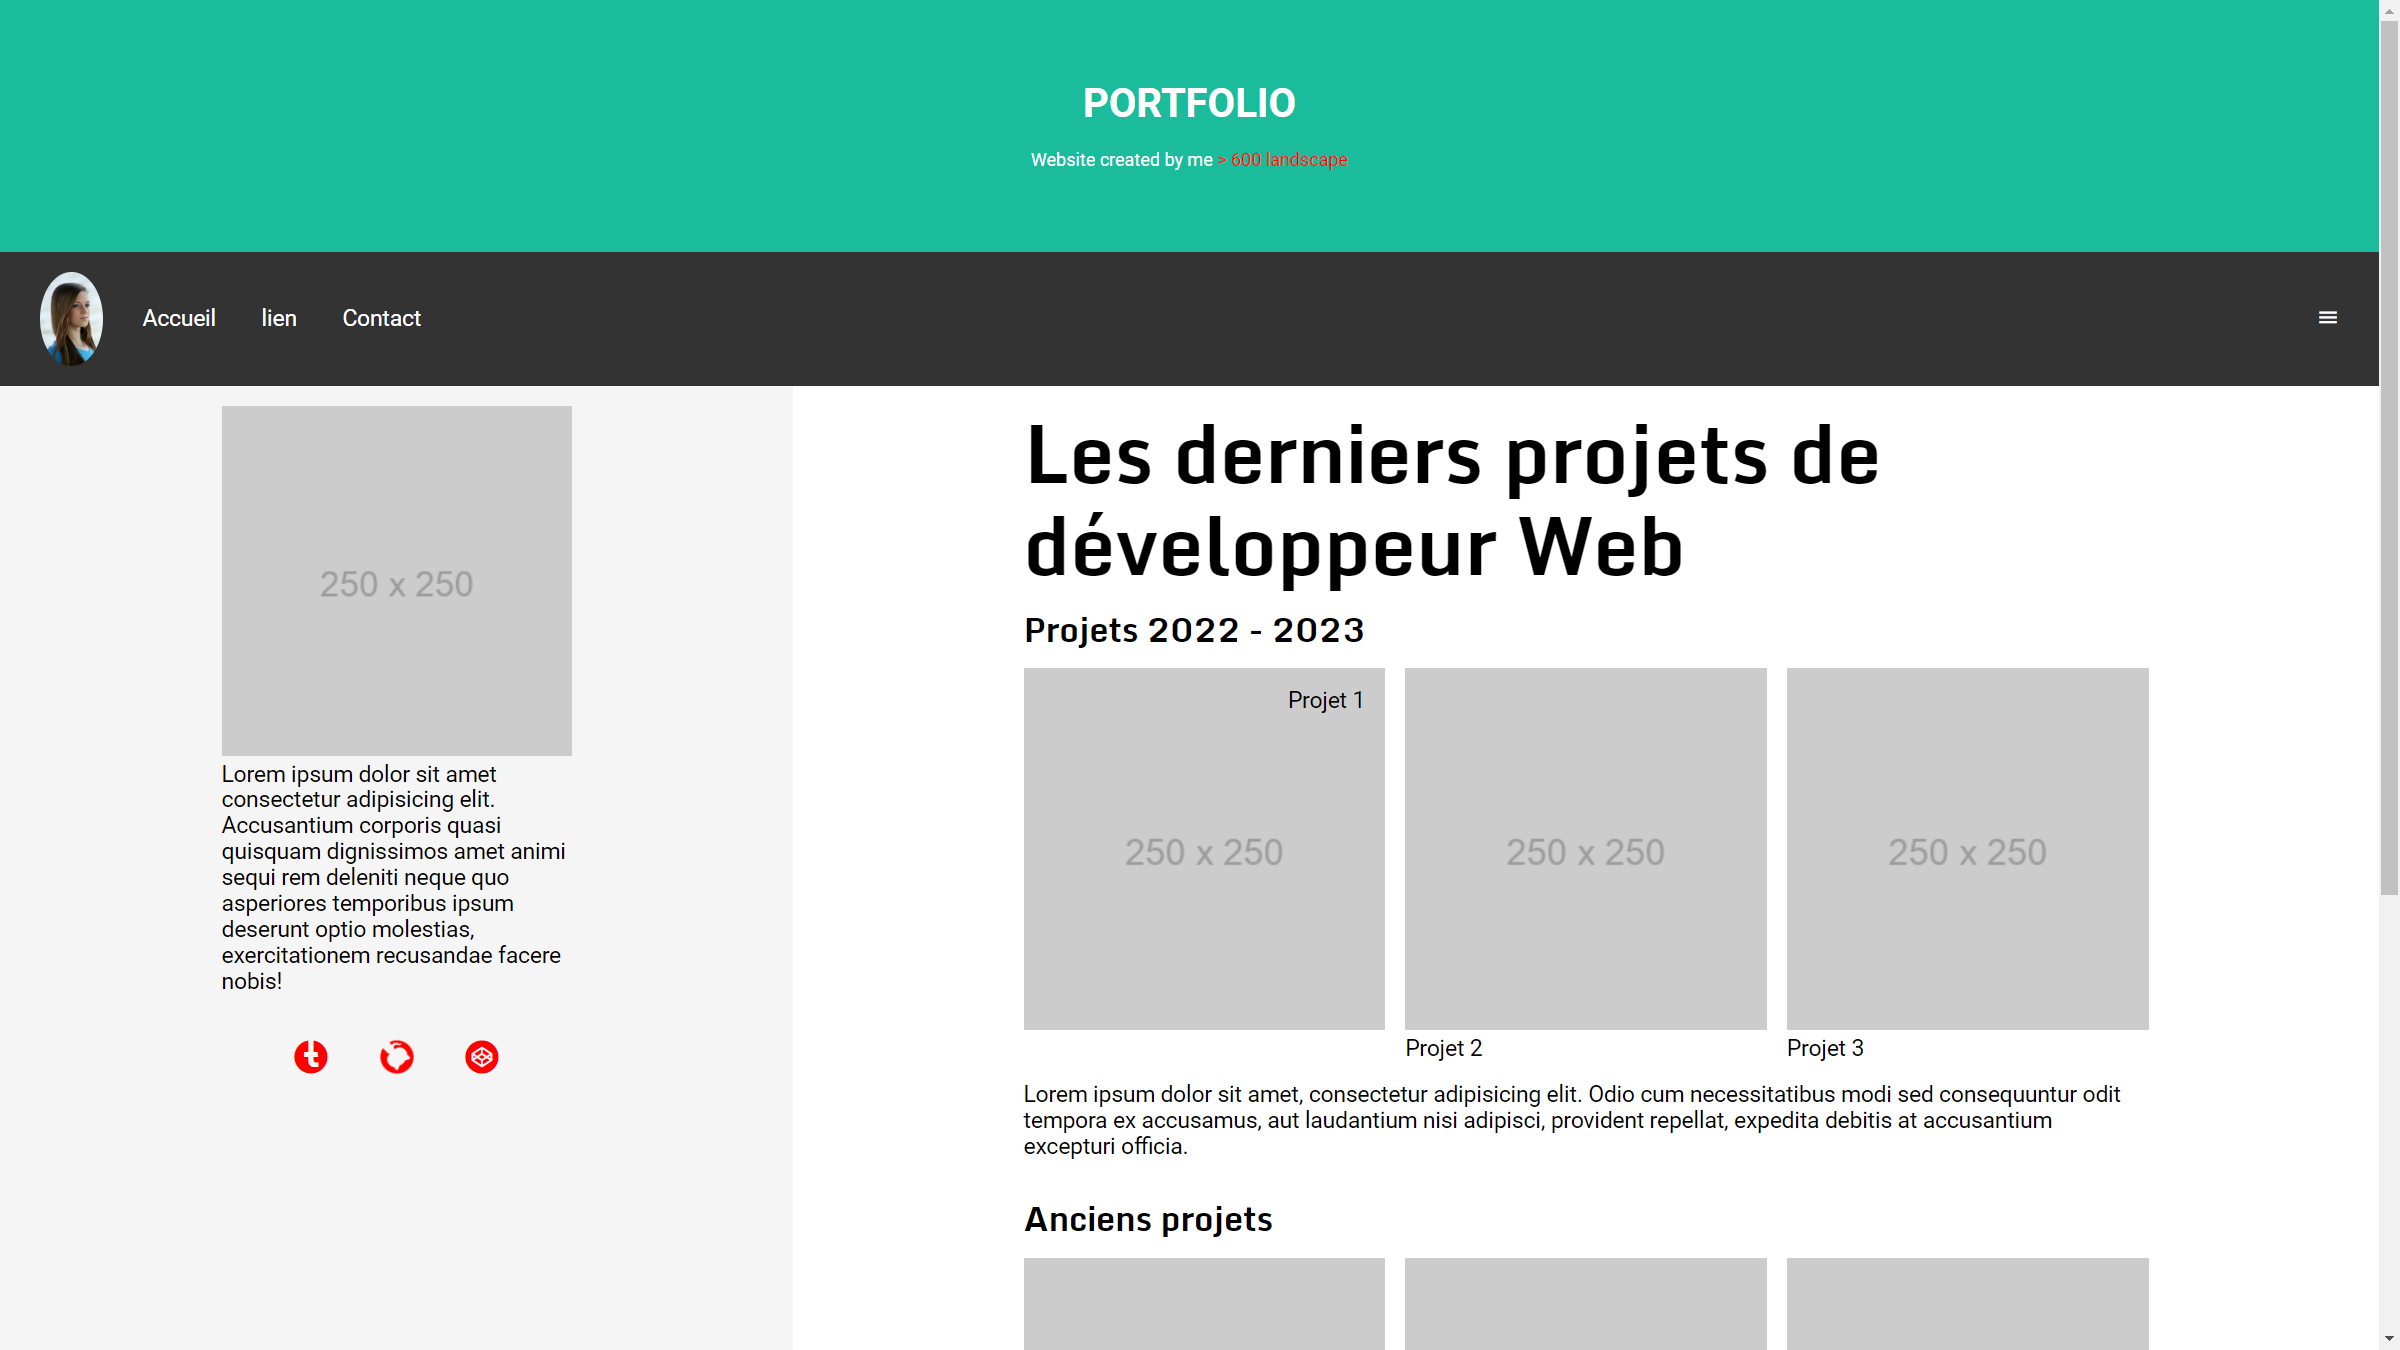 PORTFOLIO
Website created by me > 600 landscape
Accueil lien Contact
250 x 250
Lorem ipsum dolor sit amet
consectetur adipisicing elit.
Accusantium corporis quasi
quisquam dignissimos amet animi
sequi rem deleniti neque quo
asperiores temporibus ipsum
deserunt optio molestias,
exercitationem recusandae facere
nobis!
Les derniers projets de
développeur Web
Projets 2022 - 2023
Projet 1
250 x 250 250 x 250 250 x 250
Projet 2 Projet 3
Lorem ipsum dolor sit amet, consectetur adipisicing elit. Odio cum necessitatibus modi sed consequuntur odit
tempora ex accusamus, aut laudantium nisi adipisci, provident repellat, expedita debitis at accusantium
excepturi officia.
Anciens projets